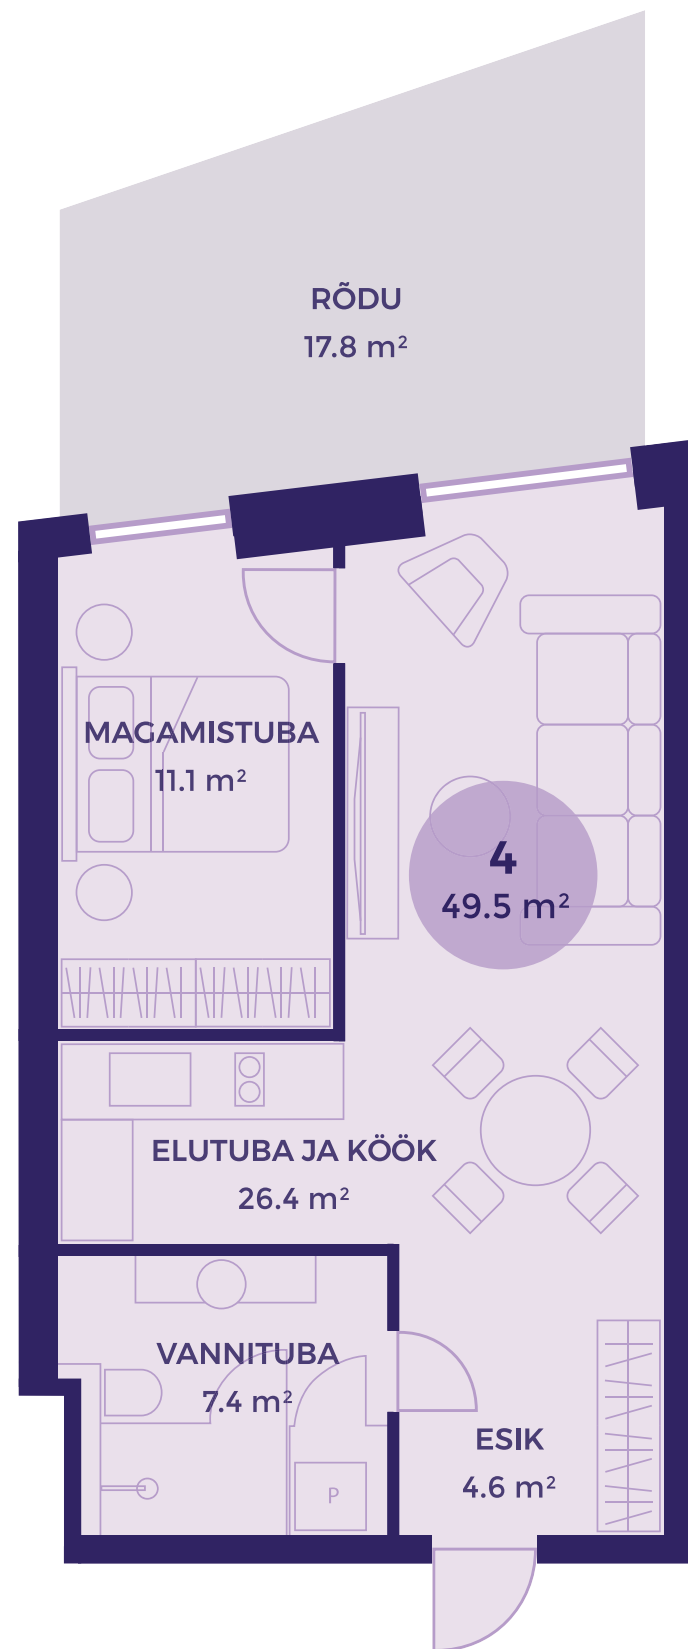 RÕDU
17.8 m²
MAGAMISTUBA
11.1 m²
4
49.5 m²
ELUTUBA JA KÖÖK
26.4 m²
VANNITUBA
7.4 m²
ESIK
4.6 m²
P